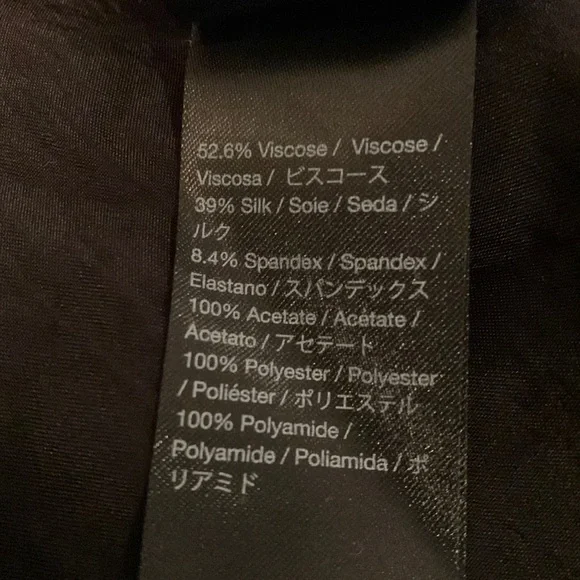 52.6% Viscose / Viscose /
Viscosa / ビスコース
39% Silk / Soie / Seda / シ
ルク
8.4% Spandex / Spandex /
Elastano / スパンデックス
100% Acetate / Acetate /
Acetato / アセテード
100% Polyester / Polyester
/ Poliéster / ポリエステル
100% Polyamide /
Polyamide / Poliamida / ポ
リアミド